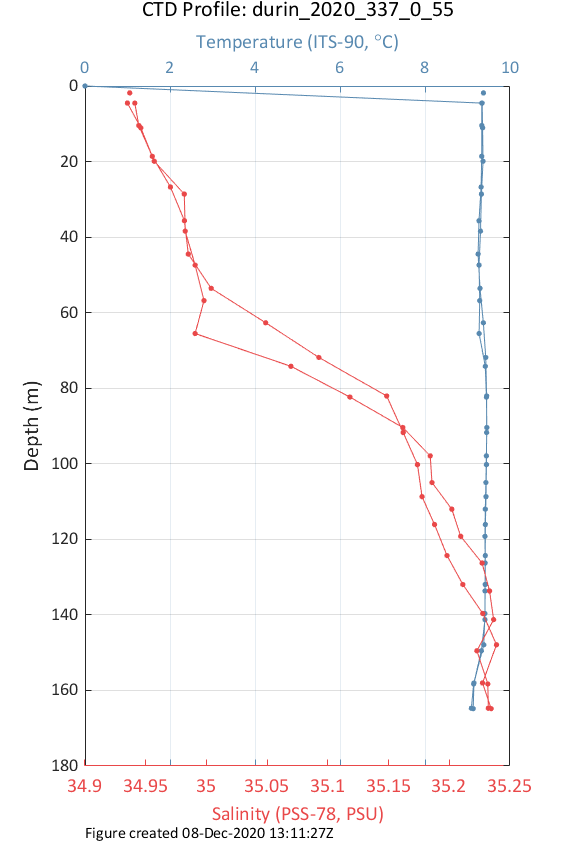 CTD Profile: durin_2020_337_0_55
Temperature (ITS-90, °C)
0 2 4 6 8 10
Depth (m)
0
20
40
60
80
100
120
140
160
180
34.9 34.95 35 35.05 35.1 35.15 35.2 35.25
Salinity (PSS-78, PSU)
Figure created 08-Dec-2020 13:11:27Z